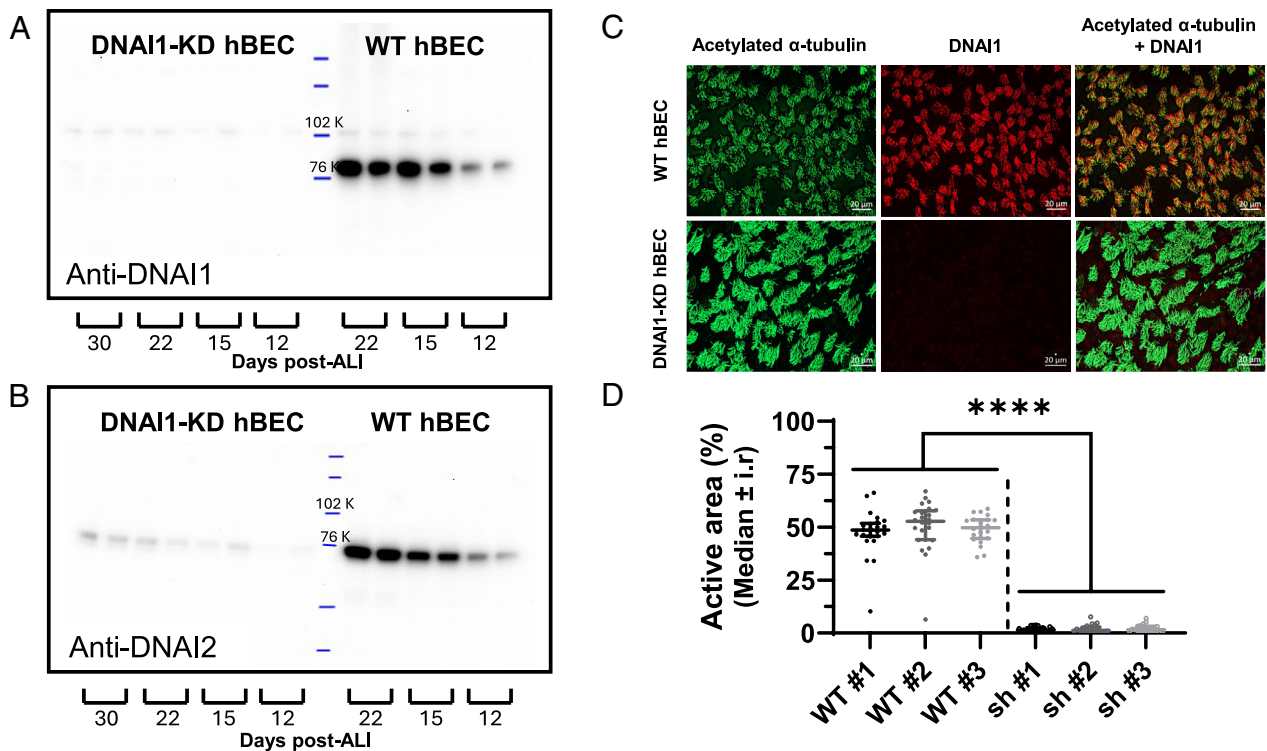 A
DNAI1-KD hBEC WT hBEC
102 K
76 K
Anti-DNAI1
30 22 15 12 22 15 12
Days post-ALI
B
DNAI1-KD hBEC WT hBEC
102 K
76 K
Anti-DNAI2
30 22 15 12 22 15 12
Days post-ALI
C
Acetylated α-tubulin DNAI1 Acetylated α-tubulin
+ DNAI1
WT hBEC
20 µm 20 µm 20 µm
DNAI1-KD hBEC
20 µm 20 µm 20 µm
D
****
Active area (%)
(Median ± i.r)
100
75
50
25
0
WT #1 WT #2 WT #3 sh #1 sh #2 sh #3